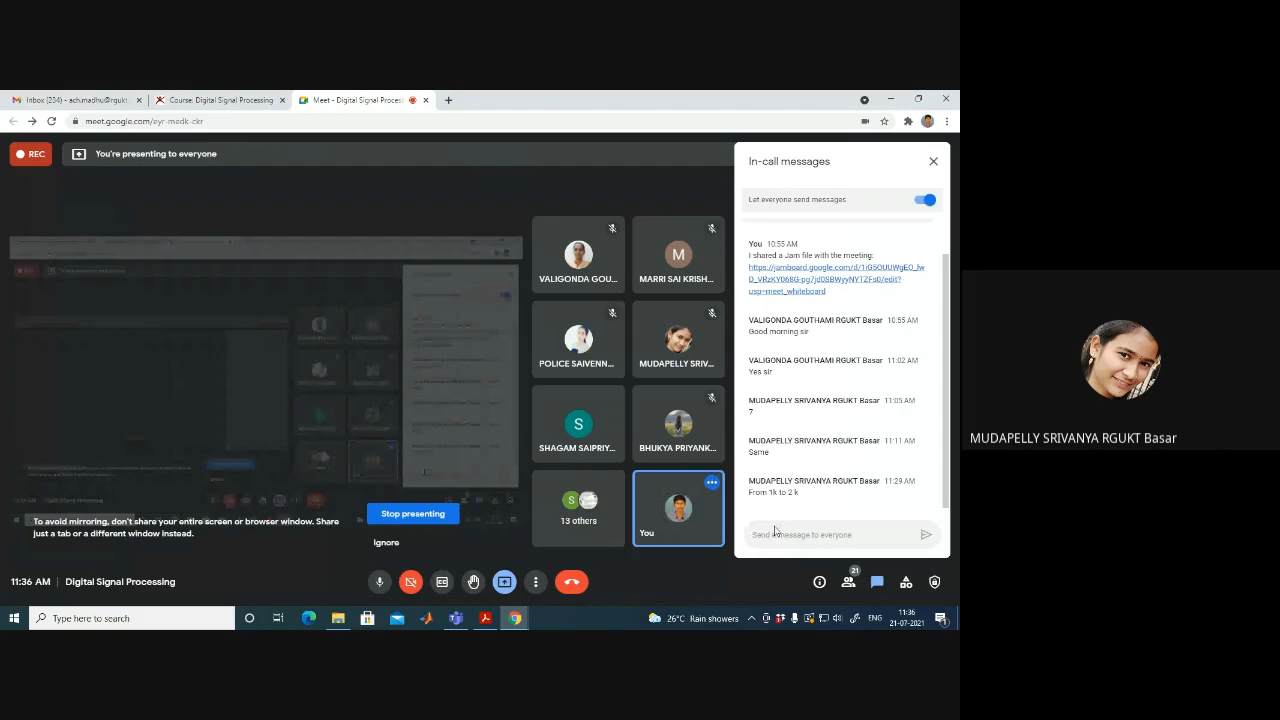 Inbox (234) - ach.madhu@rgukt.
Course: Digital Signal Processing
Meet - Digital Signal Proces
meet.google.com/eyr-medk-ckr
REC
You're presenting to everyone
In-call messages
Let everyone send messages
You 10:55 AM
I shared a Jam file with the meeting:
usp=meet_whiteboard
VALIGONDA GOUTHAMI RGUKT Basar 10:55 AM
Good morning sir
VALIGONDA GOUTHAMI RGUKT Basar 11:02 AM
Yes sir
MUDAPELLY SRIVANYA RGUKT Basar 11:05 AM
7
MUDAPELLY SRIVANYA RGUKT Basar 11:11 AM
Same
MUDAPELLY SRIVANYA RGUKT Basar 11:29 AM
From 1k to 2 k
Send a message to everyone
VALIGONDA GOU...
M
MARRI SAI KRISH...
POLICE SAIVENN...
MUDAPELLY SRIV...
S
SHAGAM SAIPRIY...
BHUKYA PRIYANK...
S
13 others
You
To avoid mirroring, don't share your entire screen or browser window. Share
just a tab or a different window instead.
Stop presenting
Ignore
11:36 AM | Digital Signal Processing
21
Type here to search
26°C Rain showers
ENG
11:36
21-07-2021
MUDAPELLY SRIVANYA RGUKT Basar